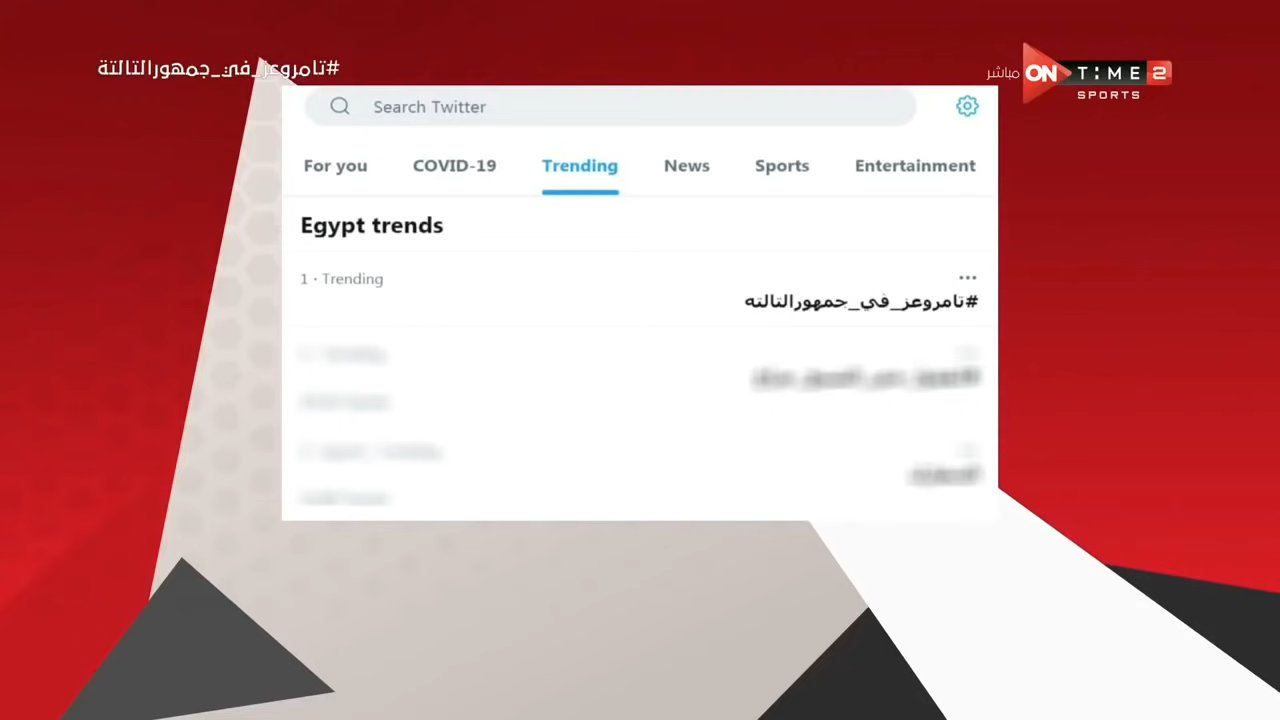 #تامروعز_في_جمهورالتالتة
مباشر ON TIME 2
SPORTS
Search Twitter
For you COVID-19 Trending News Sports Entertainment
Egypt trends
1 · Trending
#تامروعز_في_جمهورالتالته